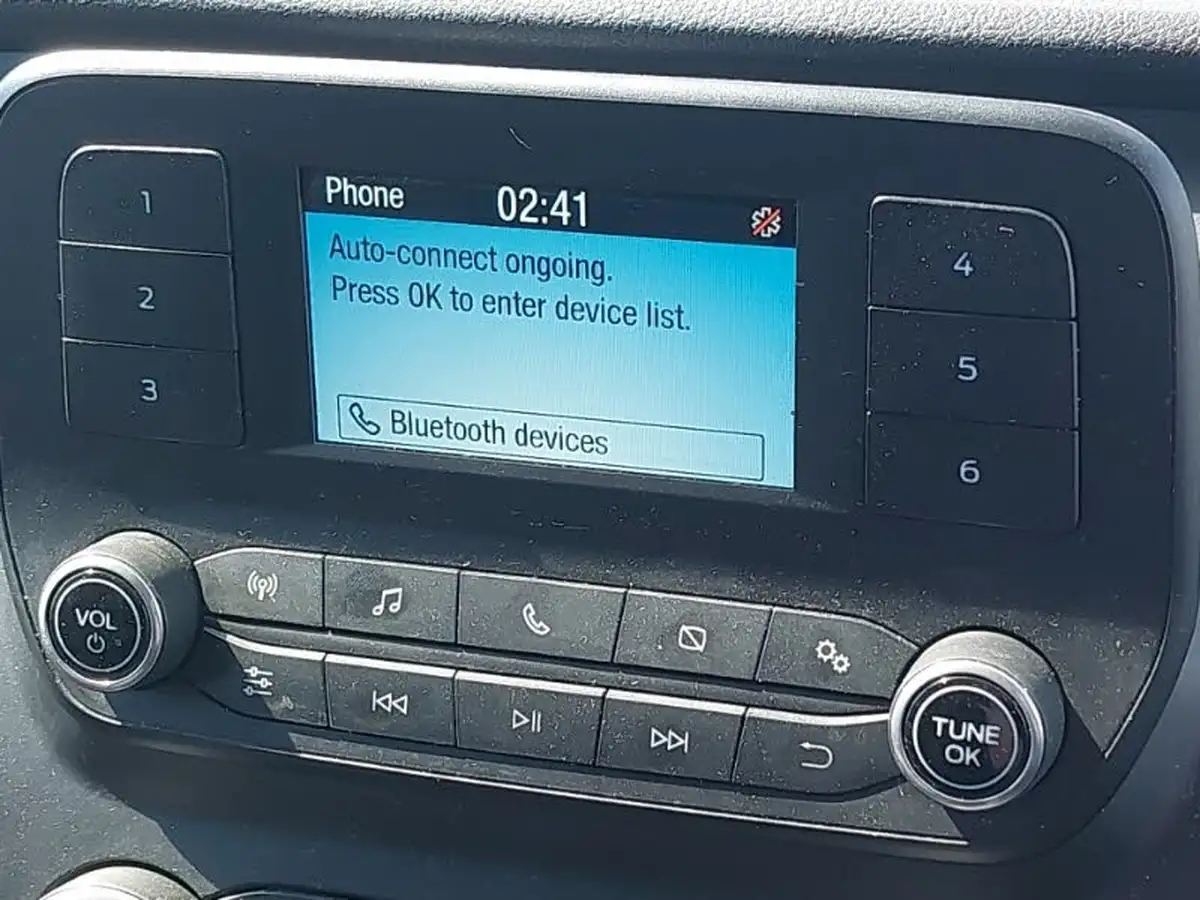 Phone 02:41
Auto-connect ongoing.
Press OK to enter device list.
Bluetooth devices
1
2
3
4
5
6
VOL
TUNE
OK